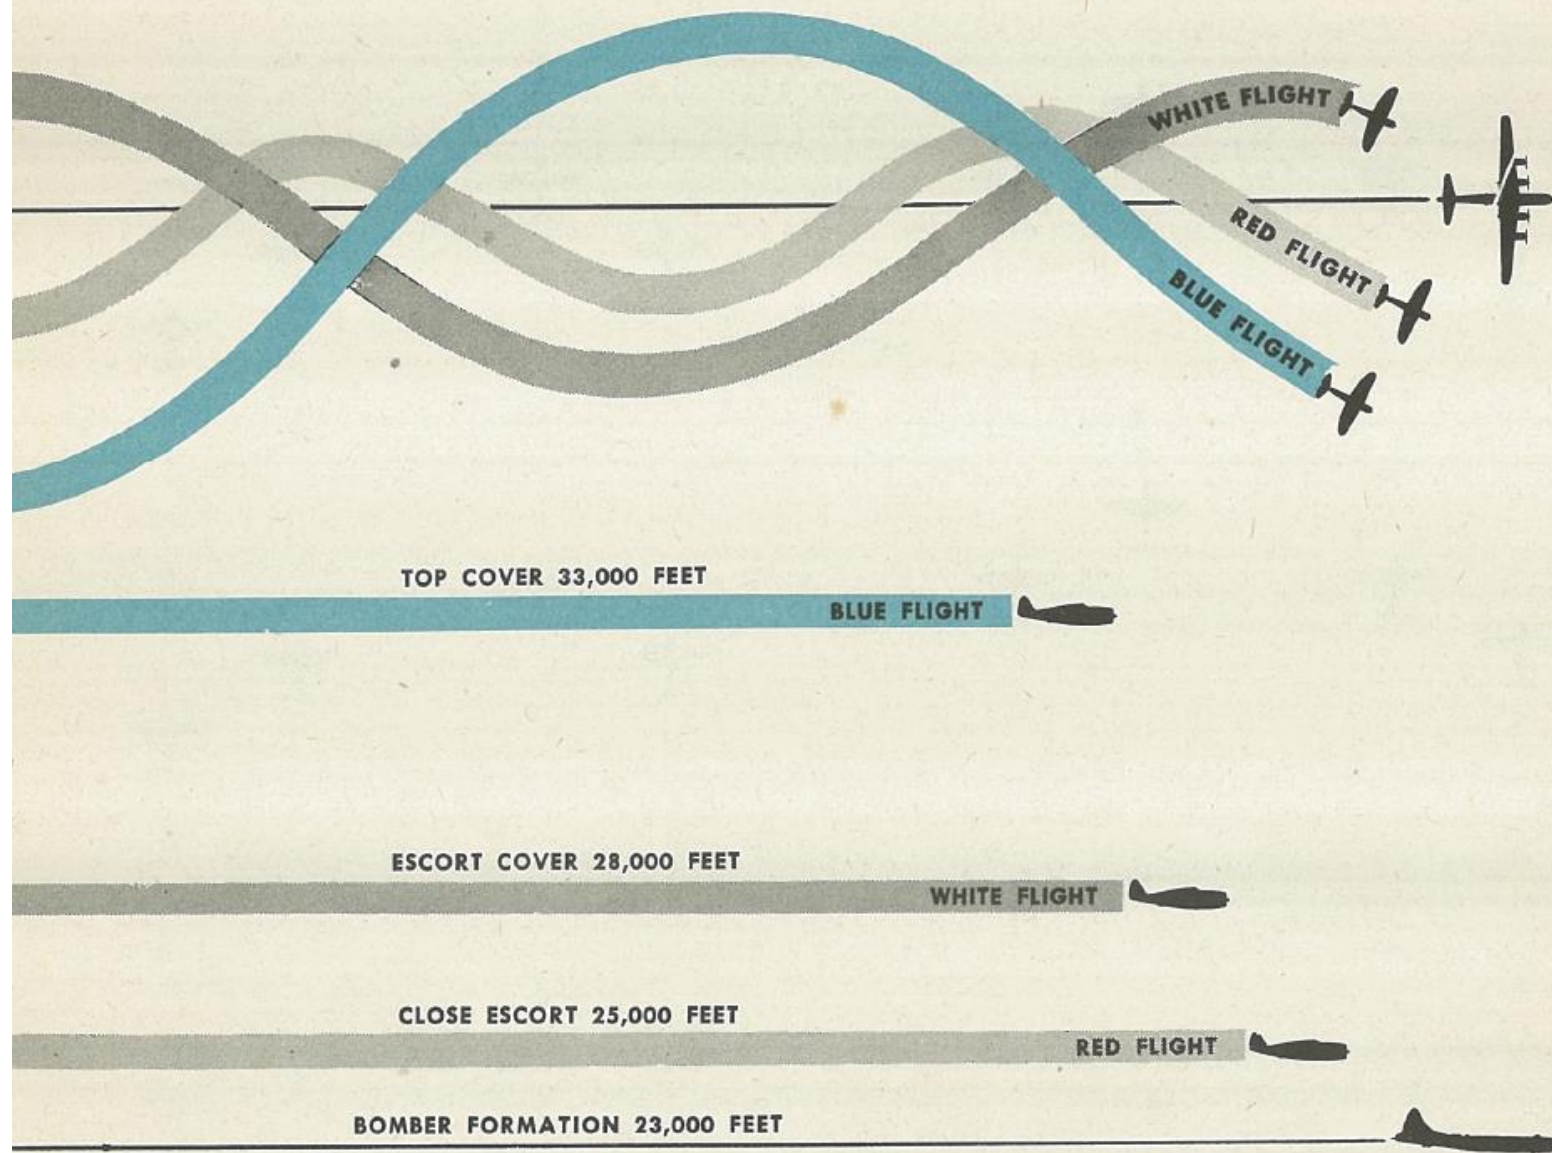 WHITE FLIGHT
RED FLIGHT
BLUE FLIGHT
TOP COVER 33,000 FEET
BLUE FLIGHT
ESCORT COVER 28,000 FEET
WHITE FLIGHT
CLOSE ESCORT 25,000 FEET
RED FLIGHT
BOMBER FORMATION 23,000 FEET